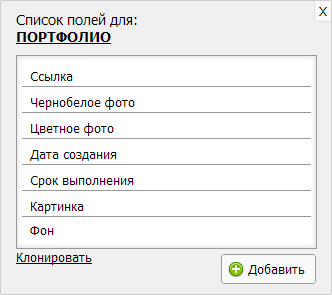 X
Список полей для:
ПОРТФОЛИО
Ссылка
Чернобелое фото
Цветное фото
Дата создания
Срок выполнения
Картинка
Фон
Клонировать
Добавить